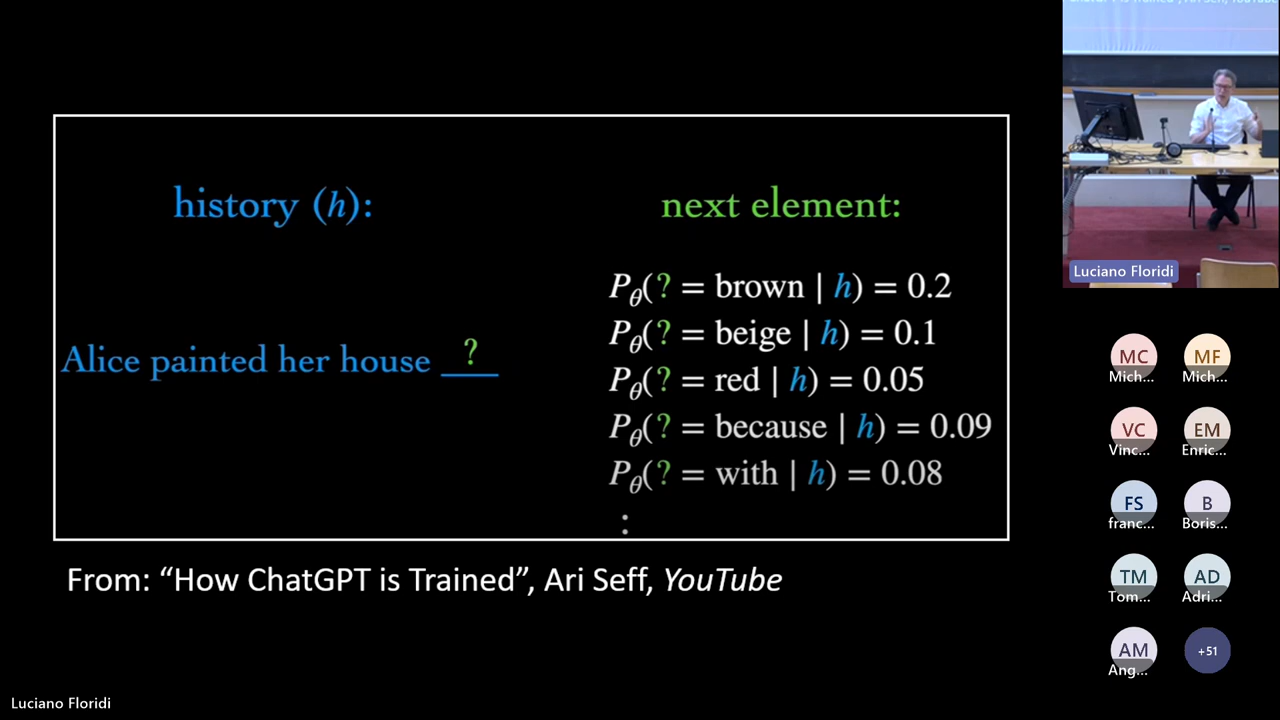 history (h):
next element:
Alice painted her house ?
Pθ(? = brown | h) = 0.2
Pθ(? = beige | h) = 0.1
Pθ(? = red | h) = 0.05
Pθ(? = because | h) = 0.09
Pθ(? = with | h) = 0.08
:
From: “How ChatGPT is Trained”, Ari Seff, YouTube
Luciano Floridi
MC
Mich...
MF
Mich...
VC
Vinc...
EM
Enric...
FS
franc...
B
Boris...
TM
Tom...
AD
Adri...
AM
Ang...
+51
Luciano Floridi